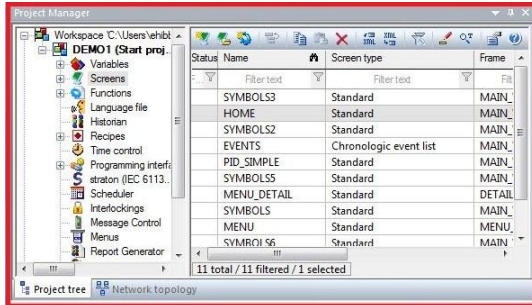 Project Manager
Workspace 'C:\Users\ehibb
DEMO1 (Start proj..
Variables
Screens
Functions
Language file
Historian
Recipes
Time control
Programming interfa
straton (IEC 6113..
Scheduler
Interlockings
Message Control
Menus
Report Generator
Status Name Screen type Frame
F... Filter text Filter text Filt
SYMBOLS3 Standard MAIN_
HOME Standard MAIN_
SYMBOLS2 Standard MAIN_
EVENTS Chronologic event list MAIN_
PID_SIMPLE Standard MAIN_
SYMBOLS5 Standard MAIN_
MENU_DETAIL Standard DETAIL
SYMBOLS Standard MAIN_
MENU Standard MENU_
SYMBOLS6 Standard MAIN_
11 total / 11 filtered / 1 selected
Project tree Network topology